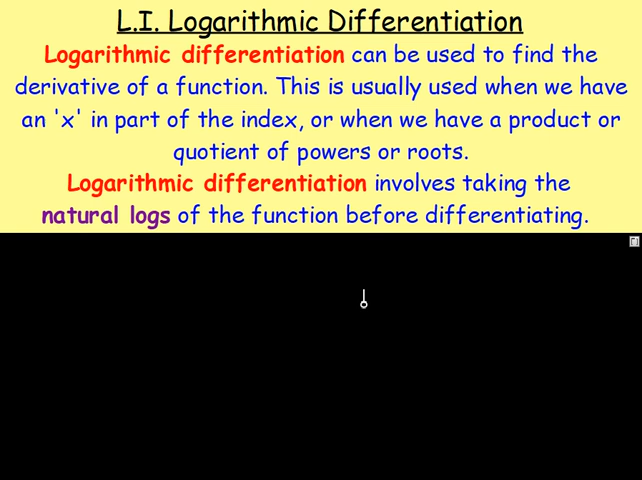 L.I. Logarithmic Differentiation
Logarithmic differentiation can be used to find the
derivative of a function. This is usually used when we have
an 'x' in part of the index, or when we have a product or
quotient of powers or roots.
Logarithmic differentiation involves taking the
natural logs of the function before differentiating.